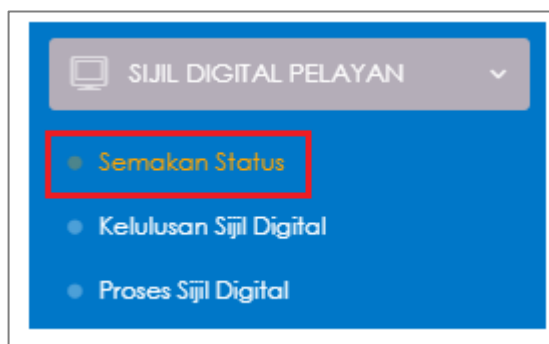 SIJIL DIGITAL PELAYAN
Semakan Status
Kelulusan Sijil Digital
Proses Sijil Digital